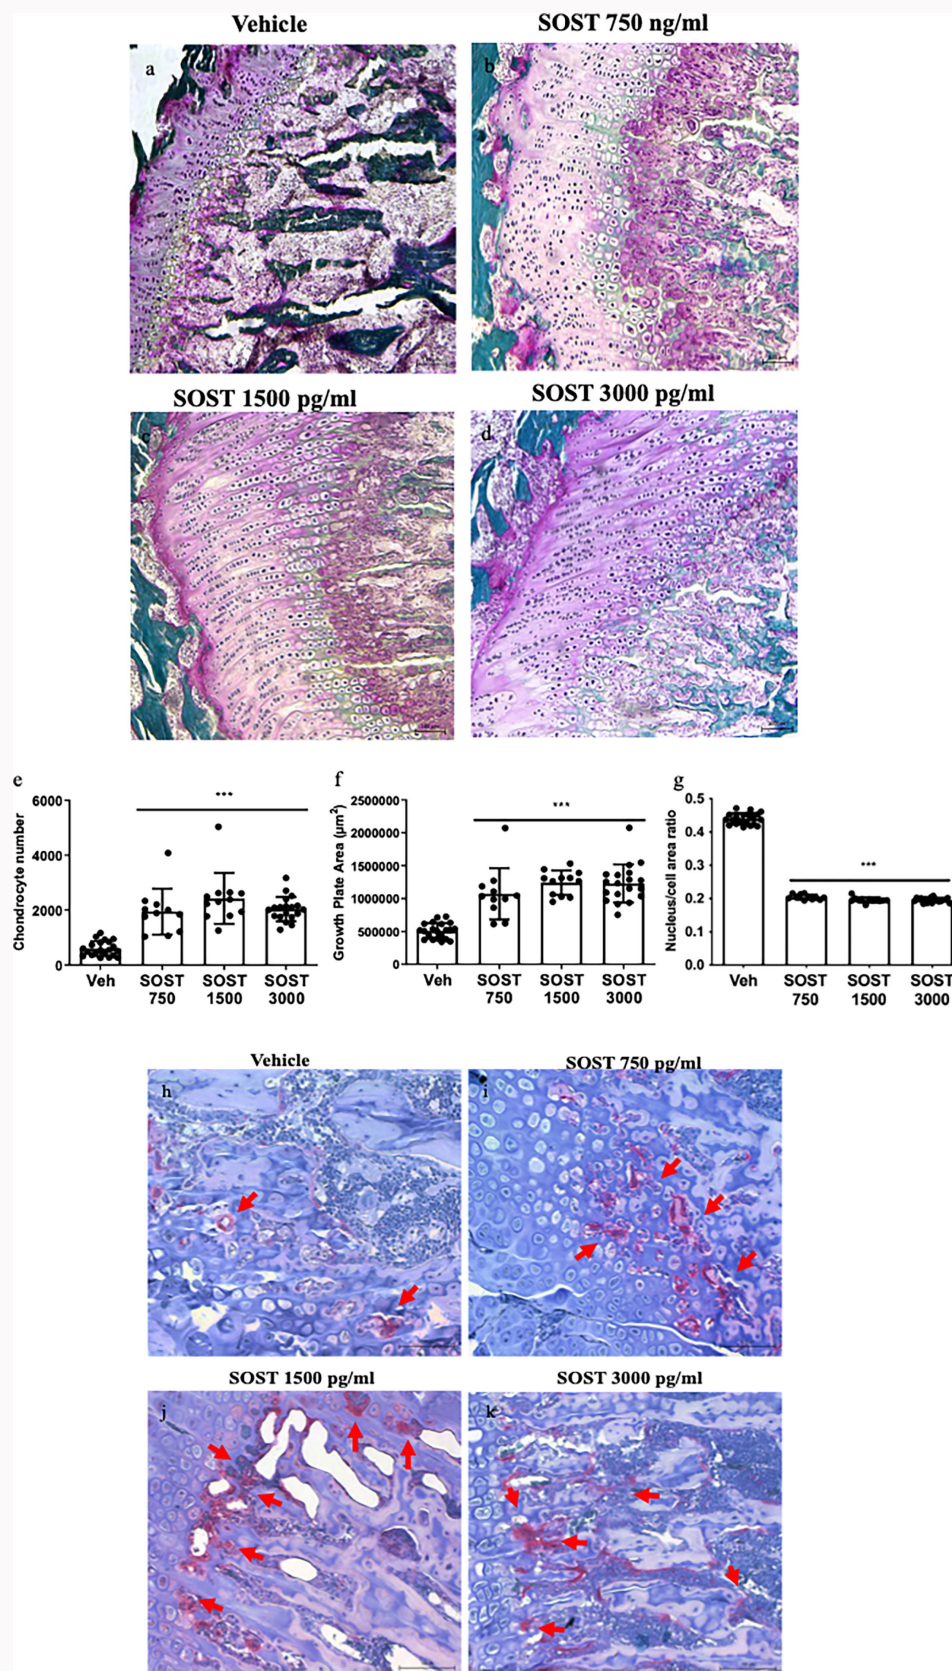 Vehicle
SOST 750 ng/ml
a
b
SOST 1500 pg/ml
SOST 3000 pg/ml
c
d
e
f
g
Chondrocyte number
6000
4000
2000
0
***
Veh
SOST 750
SOST 1500
SOST 3000
Growth Plate Area (µm²)
2500000
2000000
1500000
1000000
500000
0
***
Veh
SOST 750
SOST 1500
SOST 3000
Nucleus/cell area ratio
0.5
0.4
0.3
0.2
0.1
0.0
***
Veh
SOST 750
SOST 1500
SOST 3000
Vehicle
SOST 750 pg/ml
h
i
SOST 1500 pg/ml
SOST 3000 pg/ml
j
k